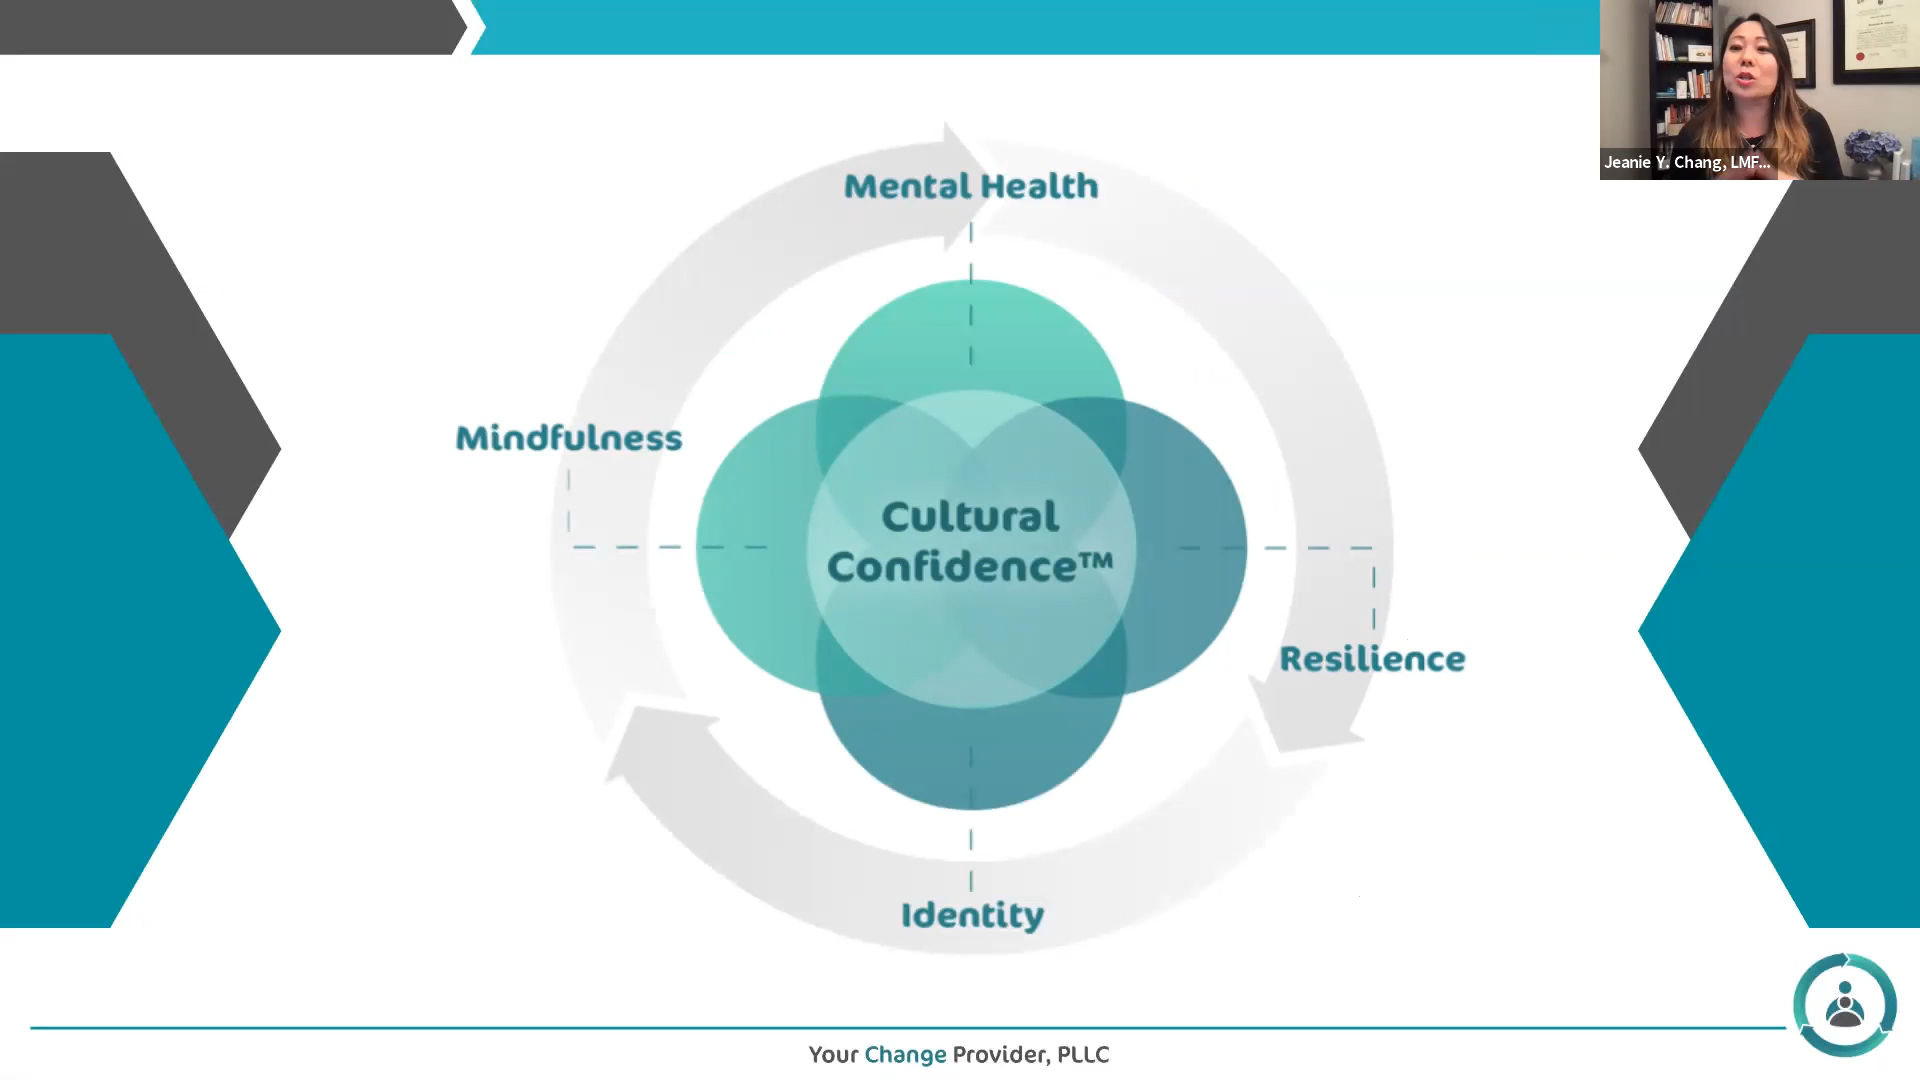 Jeanie Y. Chang, LMF...
Mental Health
Mindfulness
Cultural
Confidence™
Resilience
Identity
Your Change Provider, PLLC